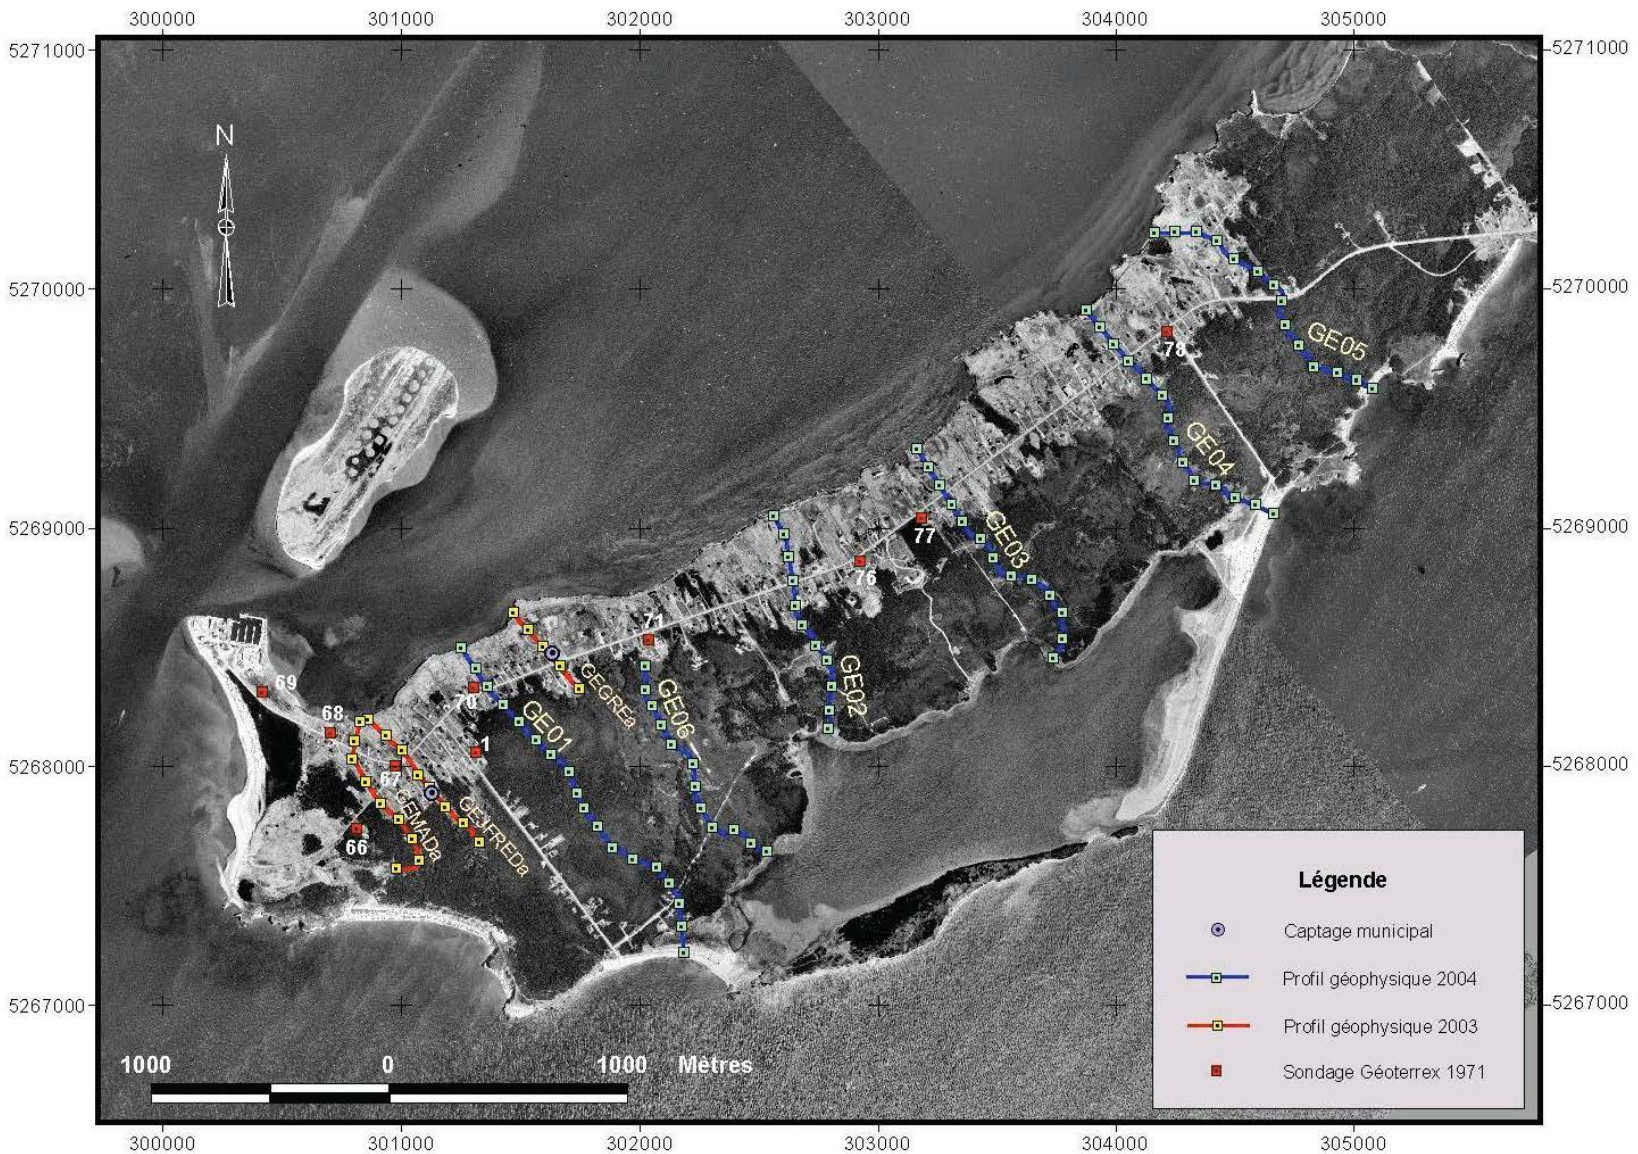 300000 301000 302000 303000 304000 305000
5271000 5271000
N
5270000 5270000
GE05
78
GE04
5269000 5269000
77
GE03
76
71
GEGREa
GE02
69
70
GE06
68
GE01
1
5268000 5268000
67
GEMADa
GEJFREDa
66
Légende
Captage municipal
Profil géophysique 2004
5267000 5267000
Profil géophysique 2003
1000 0 1000 Mètres
Sondage Géoterrex 1971
300000 301000 302000 303000 304000 305000